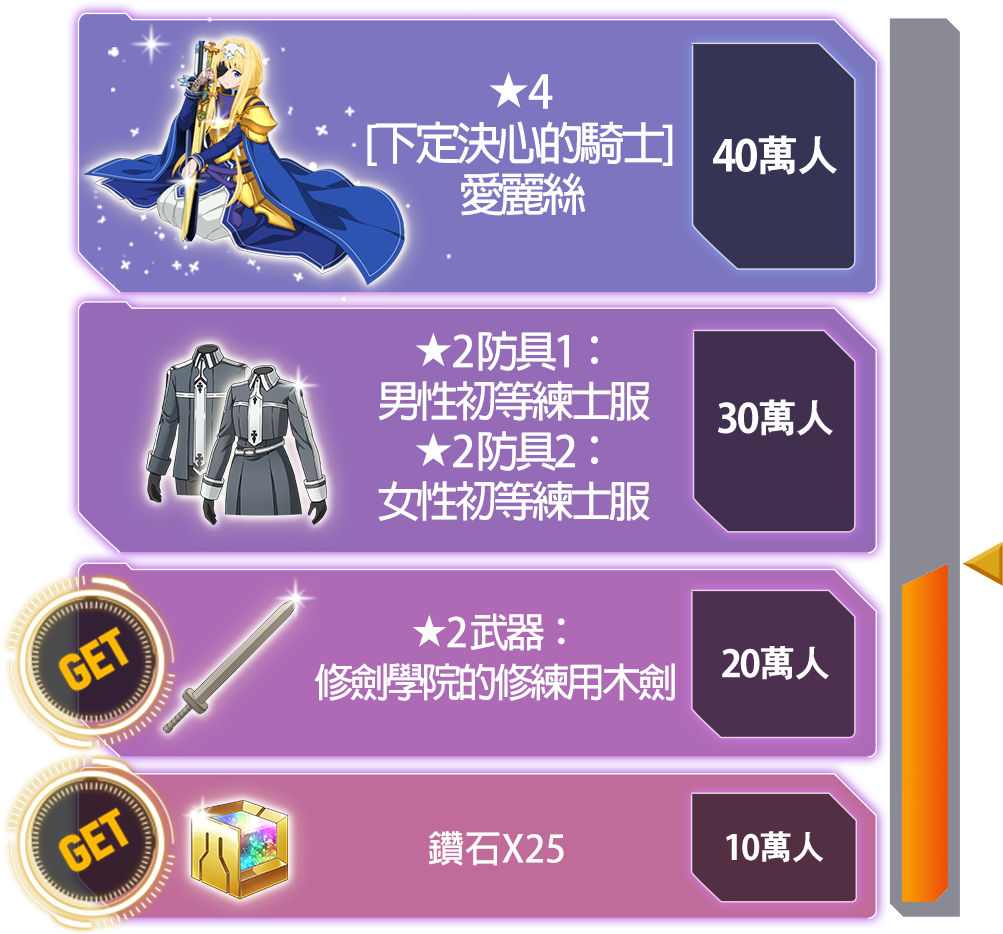 ★4
[下定決心的騎士]
愛麗絲
40萬人
★2防具1：
男性初等練士服
★2防具2：
女性初等練士服
30萬人
GET
★2武器：
修劍學院的修練用木劍
20萬人
GET
鑽石X25
10萬人